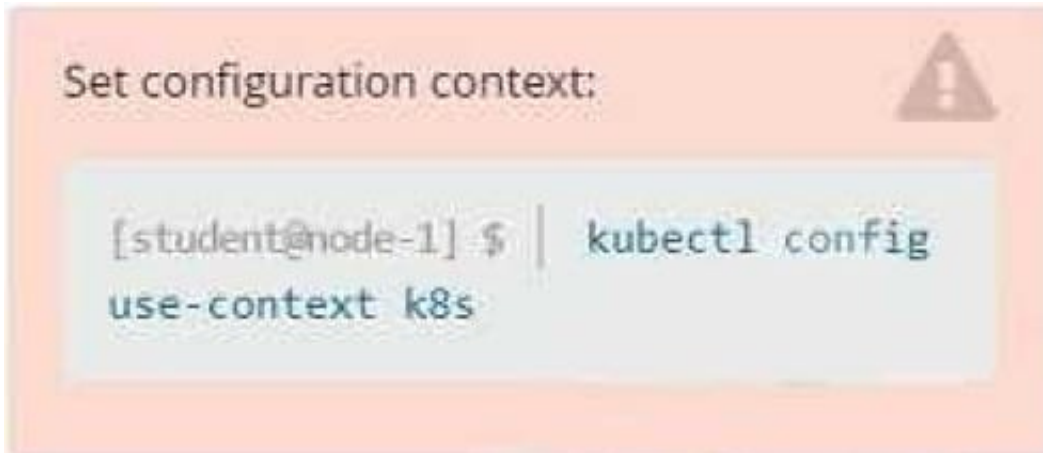 Set configuration context:
[student@node-1] $ | kubectl config
use-context k8s